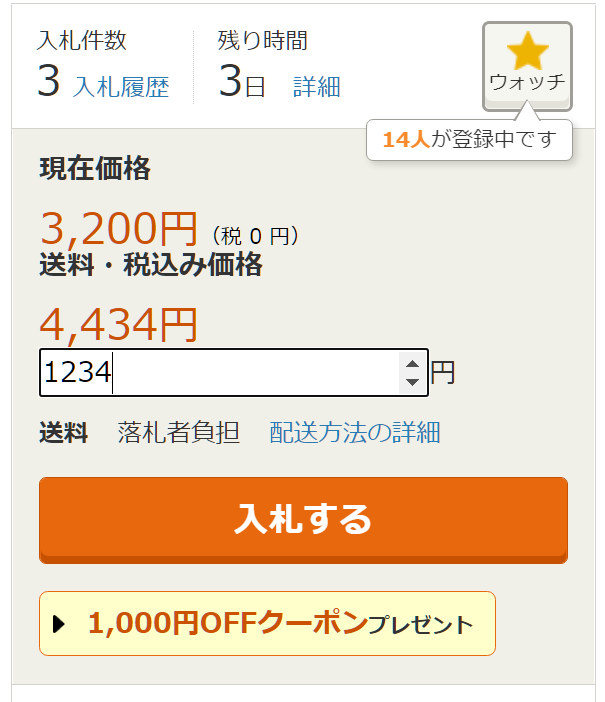 入札件数 残り時間
3 入札履歴 3日 詳細
ウォッチ
14人が登録中です
現在価格
3,200円（税 0 円）
送料・税込み価格
4,434円
1234 円
送料 落札者負担 配送方法の詳細
入札する
1,000円OFFクーポンプレゼント